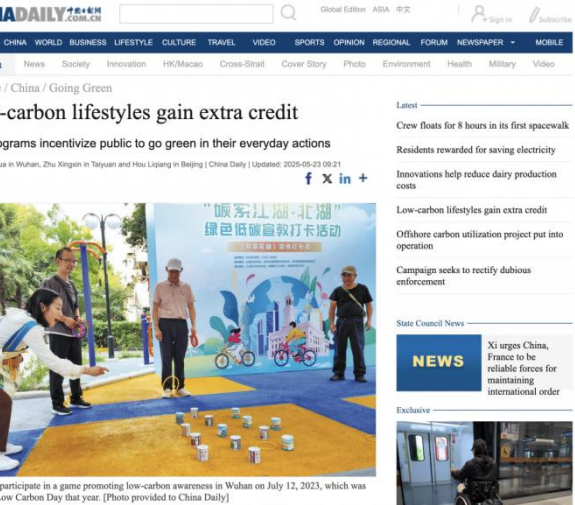 NADAILY 中国日报网
.COM.CN
Global Edition ASIA 中文
Sign in
Subscribe
CHINA WORLD BUSINESS LIFESTYLE CULTURE TRAVEL VIDEO SPORTS OPINION REGIONAL FORUM NEWSPAPER MOBILE
News Society Innovation HK/Macao Cross-Strait Cover Story Photo Environment Health Military Video
/ China / Going Green
-carbon lifestyles gain extra credit
ograms incentivize public to go green in their everyday actions
ua in Wuhan, Zhu Xingxin in Taiyuan and Hou Liqiang in Beijing | China Daily | Updated: 2025-05-23 09:21
f X in +
"碳索江湖·北湖"
绿色低碳宣教打卡活动
participate in a game promoting low-carbon awareness in Wuhan on July 12, 2023, which was
Low Carbon Day that year. [Photo provided to China Daily]
Latest
Crew floats for 8 hours in its first spacewalk
Residents rewarded for saving electricity
Innovations help reduce dairy production
costs
Low-carbon lifestyles gain extra credit
Offshore carbon utilization project put into
operation
Campaign seeks to rectify dubious
enforcement
State Council News
NEWS
Xi urges China,
France to be
reliable forces for
maintaining
international order
Exclusive